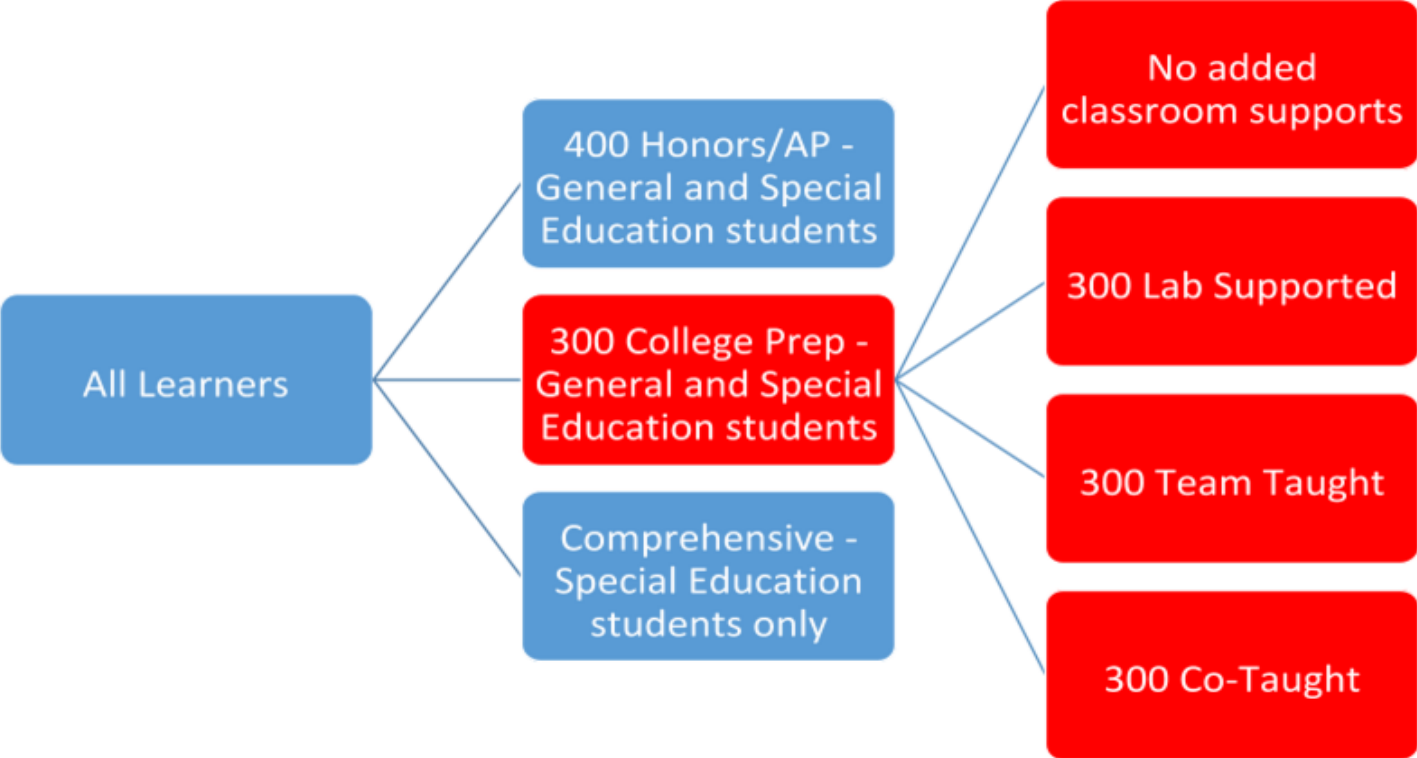 All Learners
400 Honors/AP -
General and Special
Education students
300 College Prep -
General and Special
Education students
Comprehensive -
Special Education
students only
No added
classroom supports
300 Lab Supported
300 Team Taught
300 Co-Taught